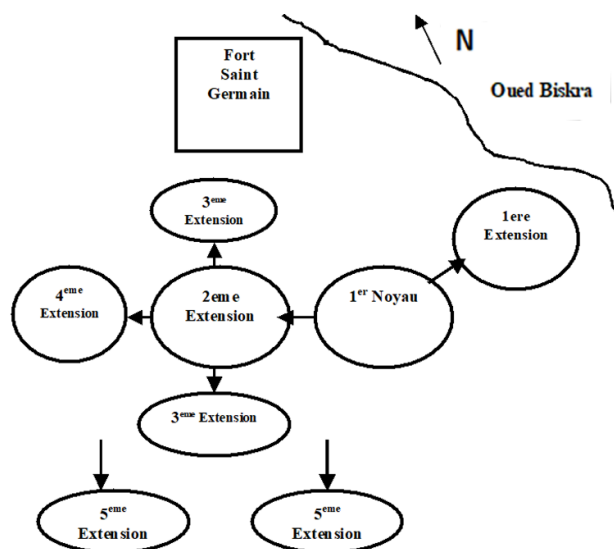 Fort
Saint
Germain
N
Oued Biskra
3eme
Extension
1ere
Extension
4eme
Extension
2eme
Extension
1er Noyau
3eme Extension
5eme
Extension
5eme
Extension